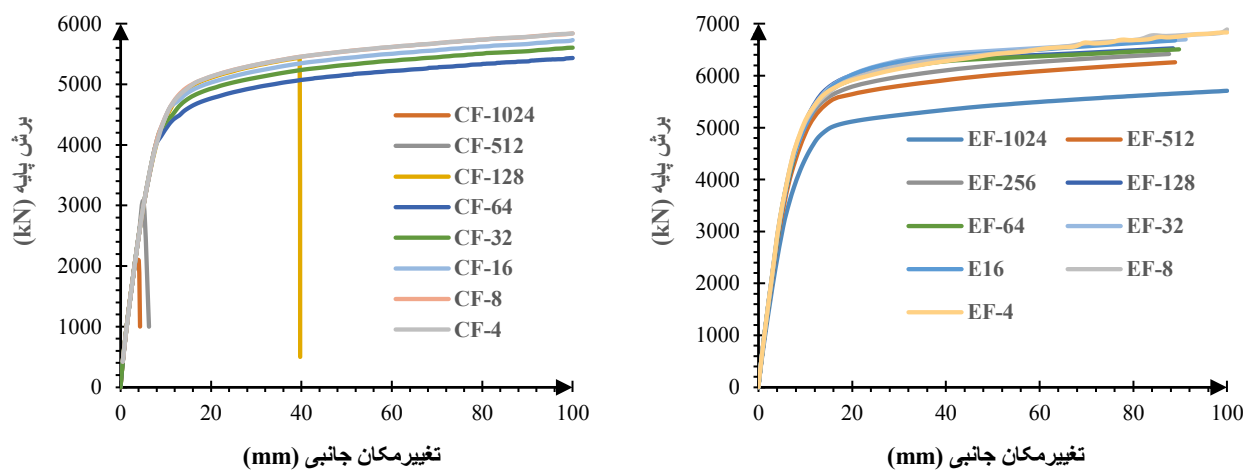 برش پایه (kN)
6000
5000
4000
3000
2000
1000
0
0 20 40 60 80 100
تغییرمکان جانبی (mm)
CF-1024
CF-512
CF-128
CF-64
CF-32
CF-16
CF-8
CF-4
برش پایه (kN)
7000
6000
5000
4000
3000
2000
1000
0
0 20 40 60 80 100
تغییرمکان جانبی (mm)
EF-1024 EF-512
EF-256 EF-128
EF-64 EF-32
E16 EF-8
EF-4